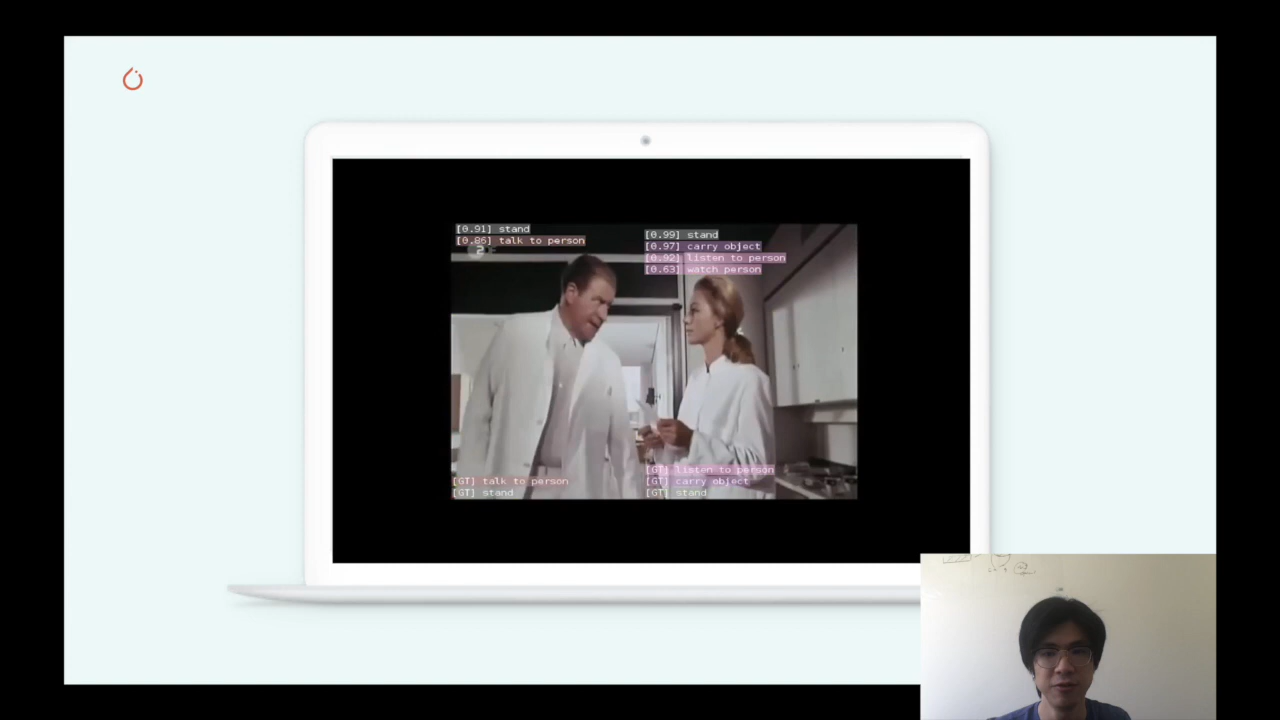 [0.91] stand
[0.86] talk to person
2
[0.99] stand
[0.97] carry object
[0.92] listen to person
[0.63] watch person
[GT] talk to person
[GT] stand
[GT] listen to person
[GT] carry object
[GT] stand